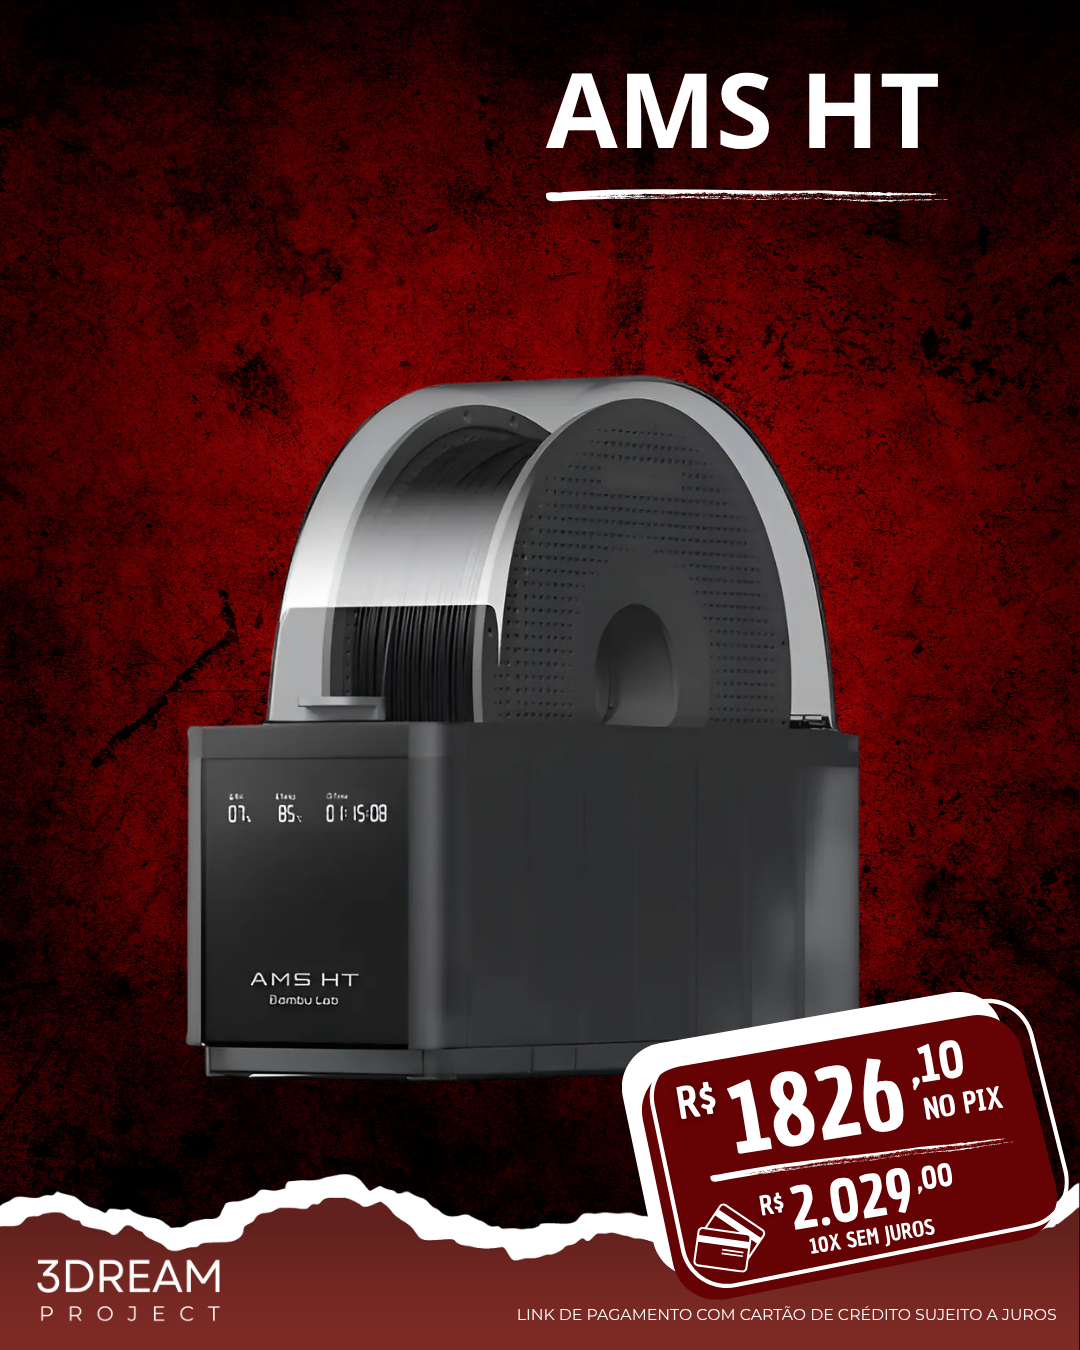 AMS HT
07%
85℃
01:15:08
AMS HT
Bambu Lab
R$ 1826,10
NO PIX
R$ 2.029,00
10X SEM JUROS
3DREAM
PROJECT
LINK DE PAGAMENTO COM CARTÃO DE CRÉDITO SUJEITO A JUROS